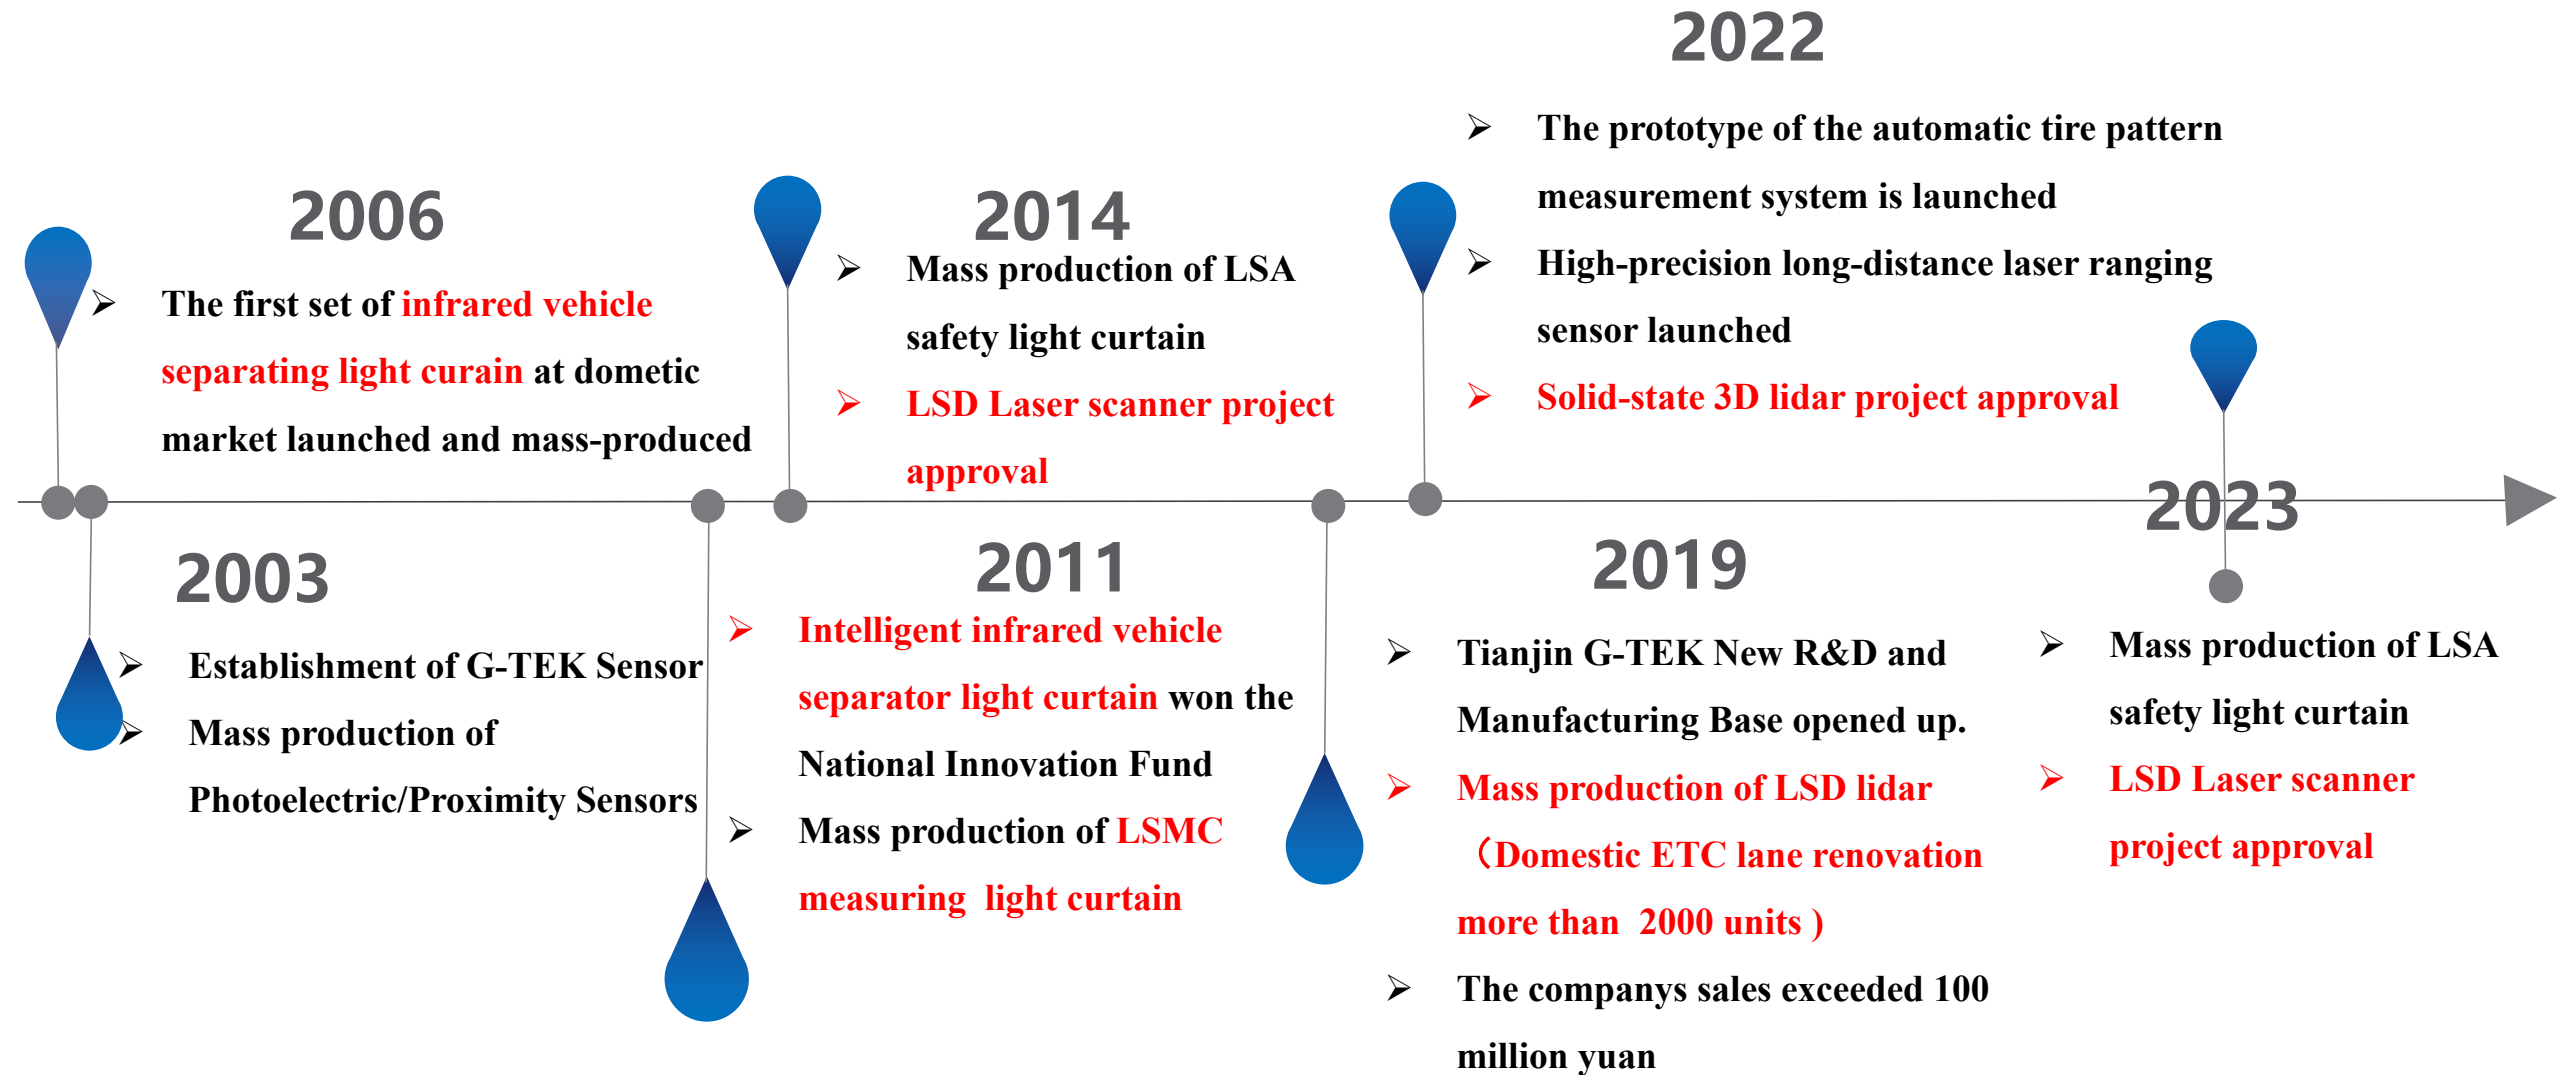 2006
➢ The first set of infrared vehicle
separating light curain at dometic
market launched and mass-produced
2003
➢ Establishment of G-TEK Sensor
➢ Mass production of
Photoelectric/Proximity Sensors
2014
➢ Mass production of LSA
safety light curtain
➢ LSD Laser scanner project
approval
2011
➢ Intelligent infrared vehicle
separator light curtain won the
National Innovation Fund
➢ Mass production of LSMC
measuring  light curtain
2022
➢ The prototype of the automatic tire pattern
measurement system is launched
➢ High-precision long-distance laser ranging
sensor launched
➢ Solid-state 3D lidar project approval
2019
➢ Tianjin G-TEK New R&D and
Manufacturing Base opened up.
➢ Mass production of LSD lidar
（Domestic ETC lane renovation
more than  2000 units )
➢ The companys sales exceeded 100
million yuan
2023
➢ Mass production of LSA
safety light curtain
➢ LSD Laser scanner
project approval